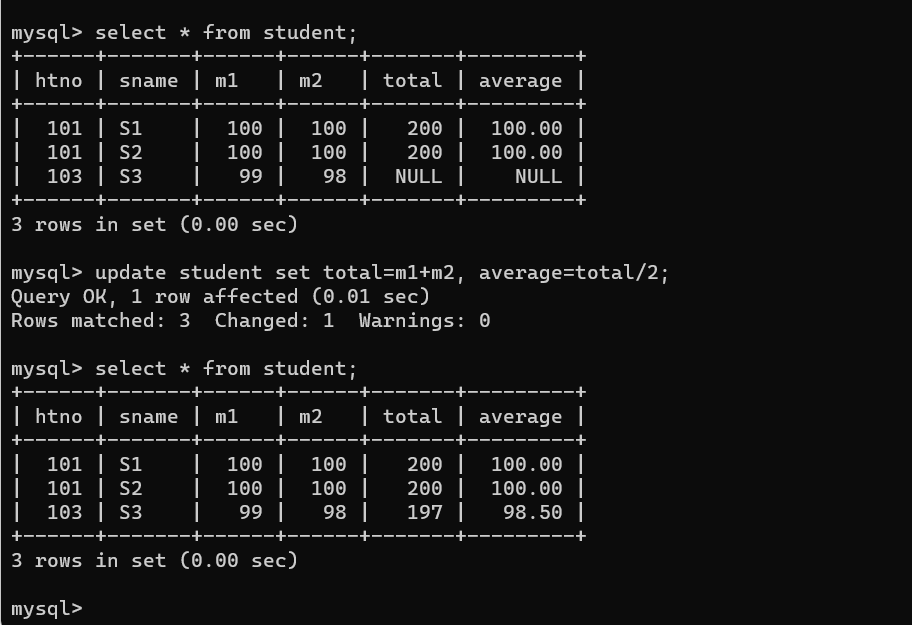 mysql> select * from student;
+------+-------+------+------+-------+---------+
| htno | sname | m1   | m2   | total | average |
+------+-------+------+------+-------+---------+
|  101 | S1    |  100 |  100 |   200 |  100.00 |
|  101 | S2    |  100 |  100 |   200 |  100.00 |
|  103 | S3    |   99 |   98 |  NULL |    NULL |
+------+-------+------+------+-------+---------+
3 rows in set (0.00 sec)

mysql> update student set total=m1+m2, average=total/2;
Query OK, 1 row affected (0.01 sec)
Rows matched: 3  Changed: 1  Warnings: 0

mysql> select * from student;
+------+-------+------+------+-------+---------+
| htno | sname | m1   | m2   | total | average |
+------+-------+------+------+-------+---------+
|  101 | S1    |  100 |  100 |   200 |  100.00 |
|  101 | S2    |  100 |  100 |   200 |  100.00 |
|  103 | S3    |   99 |   98 |   197 |   98.50 |
+------+-------+------+------+-------+---------+
3 rows in set (0.00 sec)

mysql>